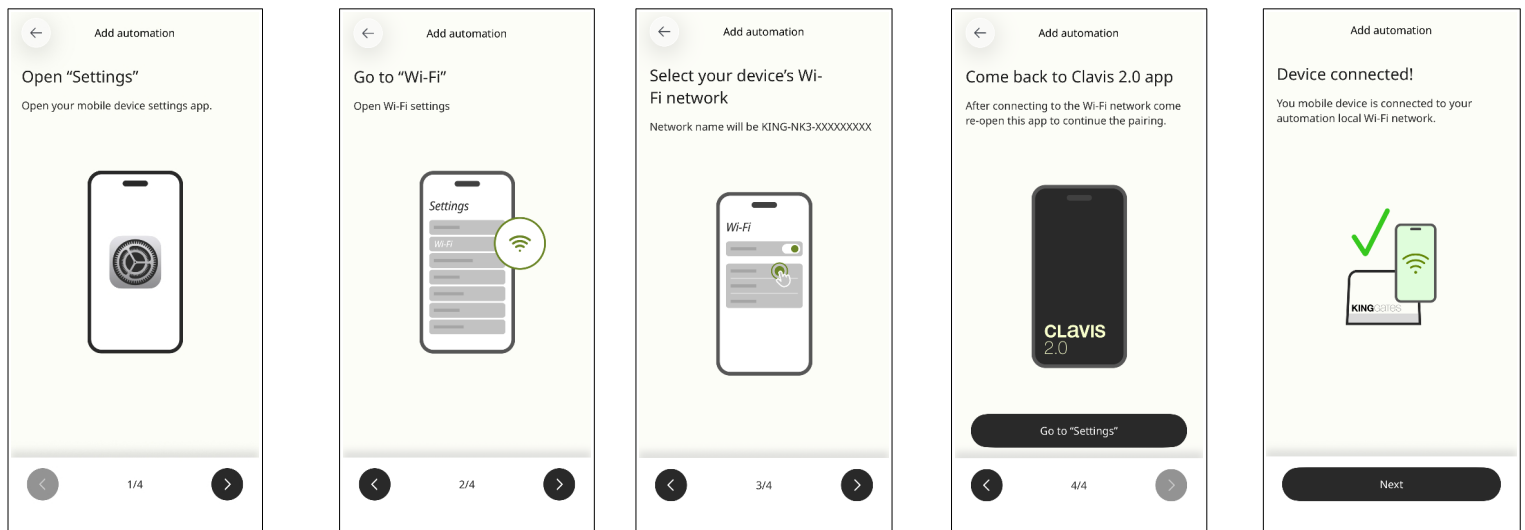 Add automation
Open “Settings”
Open your mobile device settings app.
1/4
Add automation
Go to “Wi-Fi”
Open Wi-Fi settings
Settings
Wi-Fi
2/4
Add automation
Select your device’s Wi-
Fi network
Network name will be KING-NK3-XXXXXXXXX
Wi-Fi
3/4
Add automation
Come back to Clavis 2.0 app
After connecting to the Wi-Fi network come
re-open this app to continue the pairing.
CLaVIS
2.0
Go to “Settings”
4/4
Add automation
Device connected!
You mobile device is connected to your
automation local Wi-Fi network.
KINGGates
Next